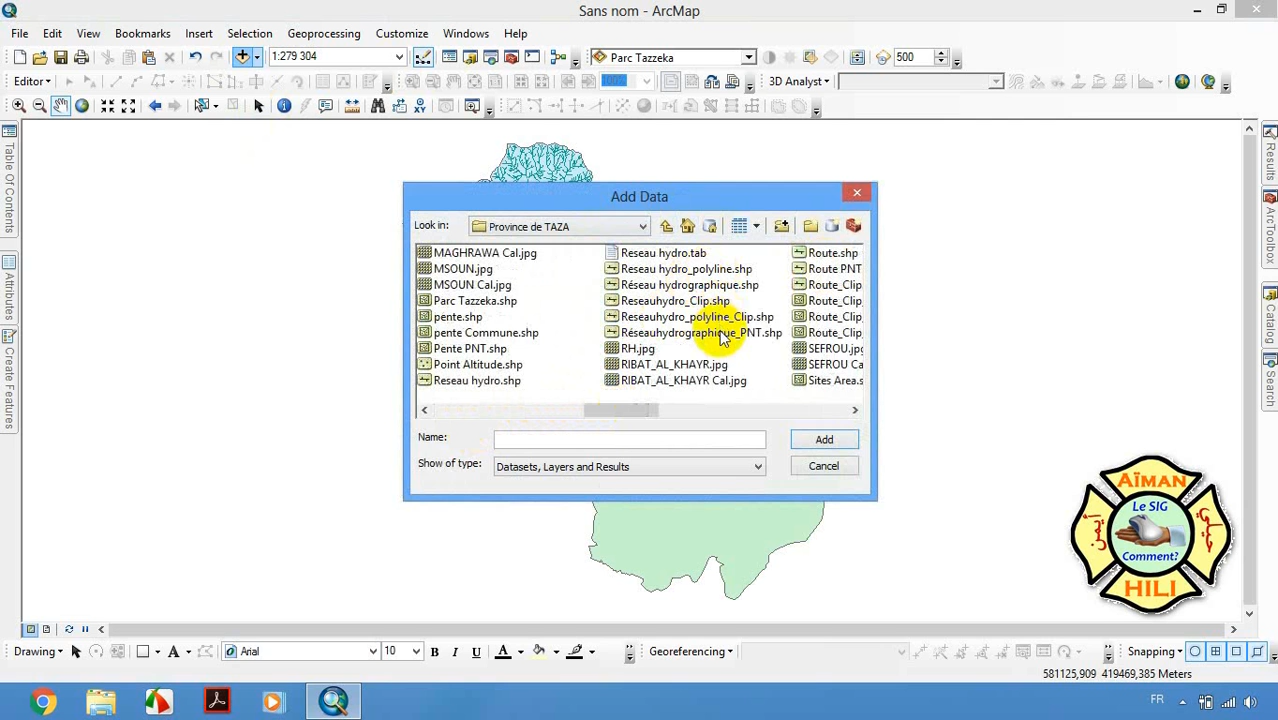 Sans nom - ArcMap
File Edit View Bookmarks Insert Selection Geoprocessing Customize Windows Help
1:279 304 Parc Tazzeka 500
Editor 100% 3D Analyst
Table Of Contents
Attributes
Create Features
Results
ArcToolbox
Catalog
Search
Add Data
Look in: Province de TAZA
MAGHRAWA Cal.jpg
MSOUN.jpg
MSOUN Cal.jpg
Parc Tazzeka.shp
pente.shp
pente Commune.shp
Pente PNT.shp
Point Altitude.shp
Reseau hydro.shp
Reseau hydro.tab
Reseau hydro_polyline.shp
Réseau hydrographique.shp
Reseauhydro_Clip.shp
Reseauhydro_polyline_Clip.shp
Réseauhydrographique_PNT.shp
RH.jpg
RIBAT_AL_KHAYR.jpg
RIBAT_AL_KHAYR Cal.jpg
Route.shp
Route PNT
Route_Clip
Route_Clip
Route_Clip
Route_Clip
SEFROU.jpg
SEFROU Ca
Sites Area.s
Name:
Add
Show of type: Datasets, Layers and Results
Cancel
AÏMAN
Le SIG
Comment?
HILI
أيمن
حيلي
Drawing A Arial 10 B I U A
Georeferencing
Snapping
581125,909 419469,385 Meters
FR